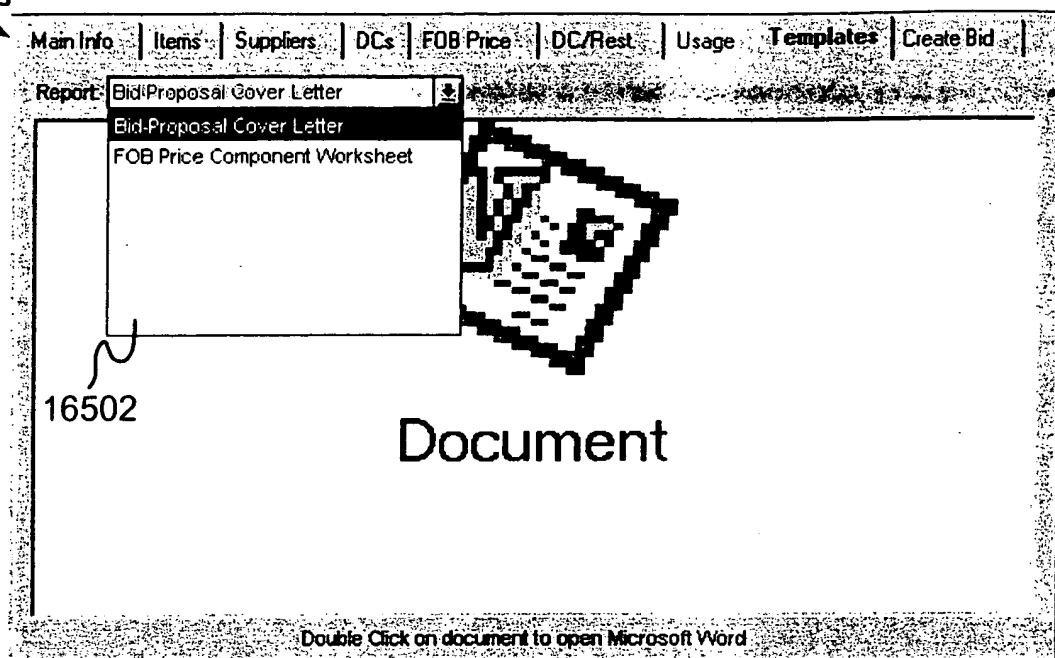 Main Info Items Suppliers DCs FOB Price DC/Rest Usage Templates Create Bid
Report: Bid-Proposal Cover Letter
Bid-Proposal Cover Letter
FOB Price Component Worksheet
16502
Document
Double Click on document to open Microsoft Word